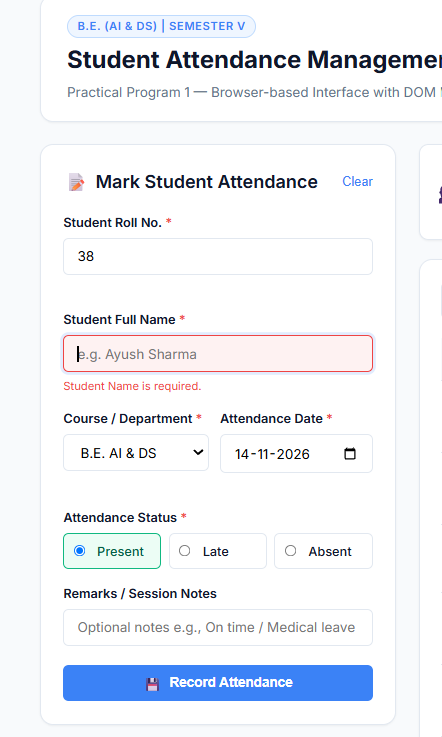 B.E. (AI & DS) | SEMESTER V
Student Attendance Managemen
Practical Program 1 — Browser-based Interface with DOM
📝 Mark Student Attendance Clear
Student Roll No. *
38
Student Full Name *
e.g. Ayush Sharma
Student Name is required.
Course / Department * Attendance Date *
B.E. AI & DS 14-11-2026
Attendance Status *
Present Late Absent
Remarks / Session Notes
Optional notes e.g., On time / Medical leave
💾 Record Attendance